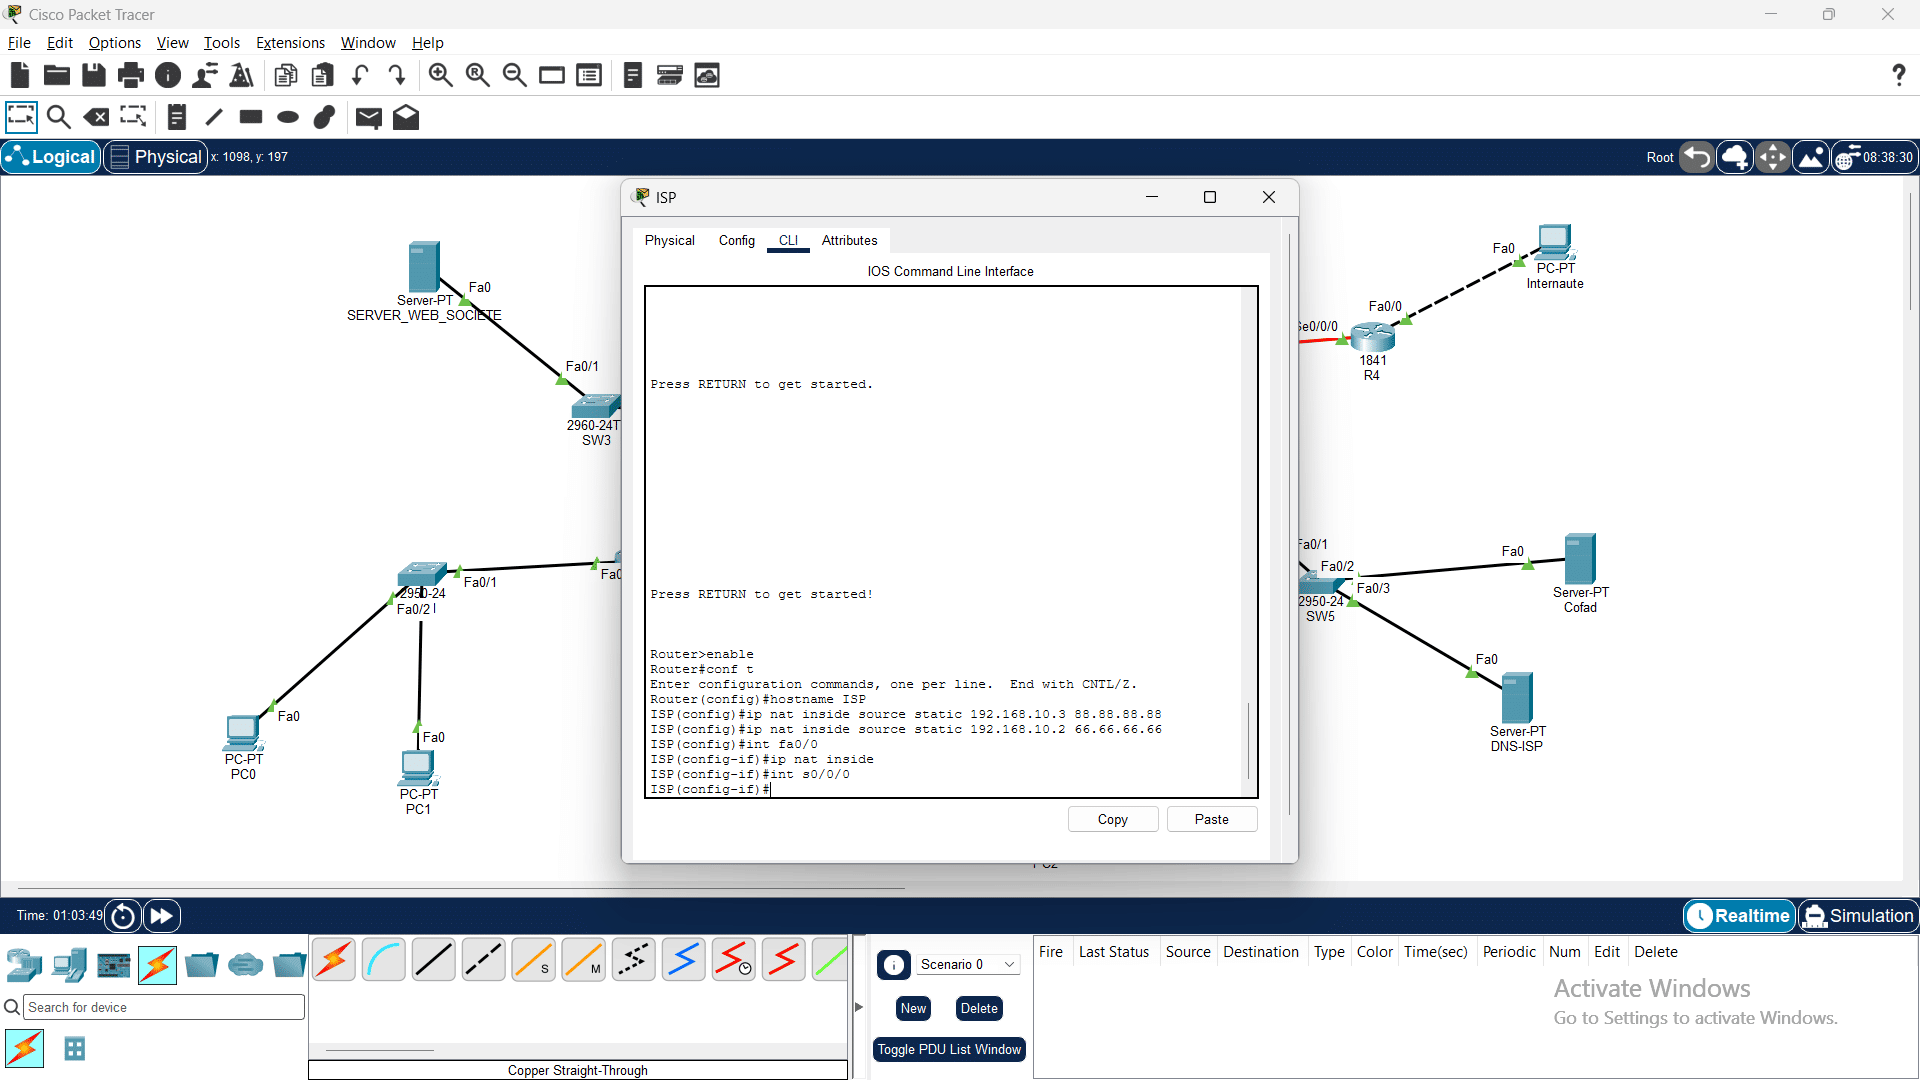 Cisco Packet Tracer
File Edit Options View Tools Extensions Window Help
Logical Physical x: 1098, y: 197
Root 08:38:30
ISP
Physical Config CLI Attributes
IOS Command Line Interface
Press RETURN to get started.
Press RETURN to get started!
Router>enable
Router#conf t
Enter configuration commands, one per line.  End with CNTL/Z.
Router(config)#hostname ISP
ISP(config)#ip nat inside source static 192.168.10.3 88.88.88.88
ISP(config)#ip nat inside source static 192.168.10.2 66.66.66.66
ISP(config)#int fa0/0
ISP(config-if)#ip nat inside
ISP(config-if)#int s0/0/0
ISP(config-if)#
Copy Paste
Fa0
Server-PT
SERVER_WEB_SOCIETE
Fa0/1
2960-24T
SW3
Fa0/1
2950-24
Fa0/2
Fa0
PC-PT
PC0
Fa0
PC-PT
PC1
Fa0
PC-PT
Internaute
Fa0/0
Se0/0/0
1841
R4
Fa0/1
Fa0/2
Fa0/3
2950-24
SW5
Fa0
Server-PT
Cofad
Fa0
Server-PT
DNS-ISP
Time: 01:03:49
Realtime Simulation
S M
Search for device
Copper Straight-Through
Scenario 0
New Delete
Toggle PDU List Window
Fire Last Status Source Destination Type Color Time(sec) Periodic Num Edit Delete
Activate Windows
Go to Settings to activate Windows.